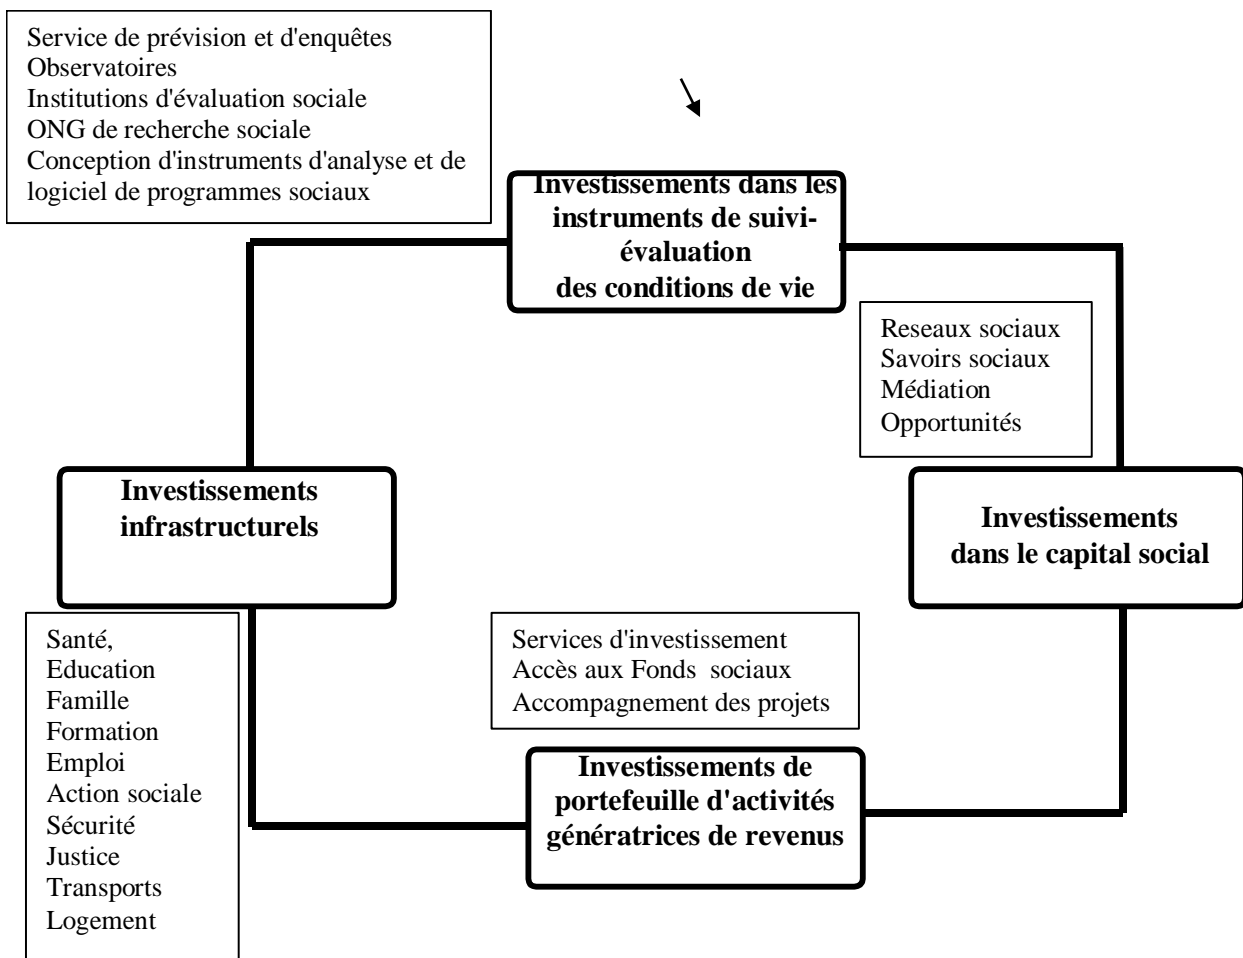 Service de prévision et d'enquêtes
Observatoires
Institutions d'évaluation sociale
ONG de recherche sociale
Conception d'instruments d'analyse et de
logiciel de programmes sociaux
Investissements dans les
instruments de suivi-
évaluation
des conditions de vie
Reseaux sociaux
Savoirs sociaux
Médiation
Opportunités
Investissements
infrastructurels
Investissements
dans le capital social
Santé,
Education
Famille
Formation
Emploi
Action sociale
Sécurité
Justice
Transports
Logement
Services d'investissement
Accès aux Fonds sociaux
Accompagnement des projets
Investissements de
portefeuille d'activités
génératrices de revenus